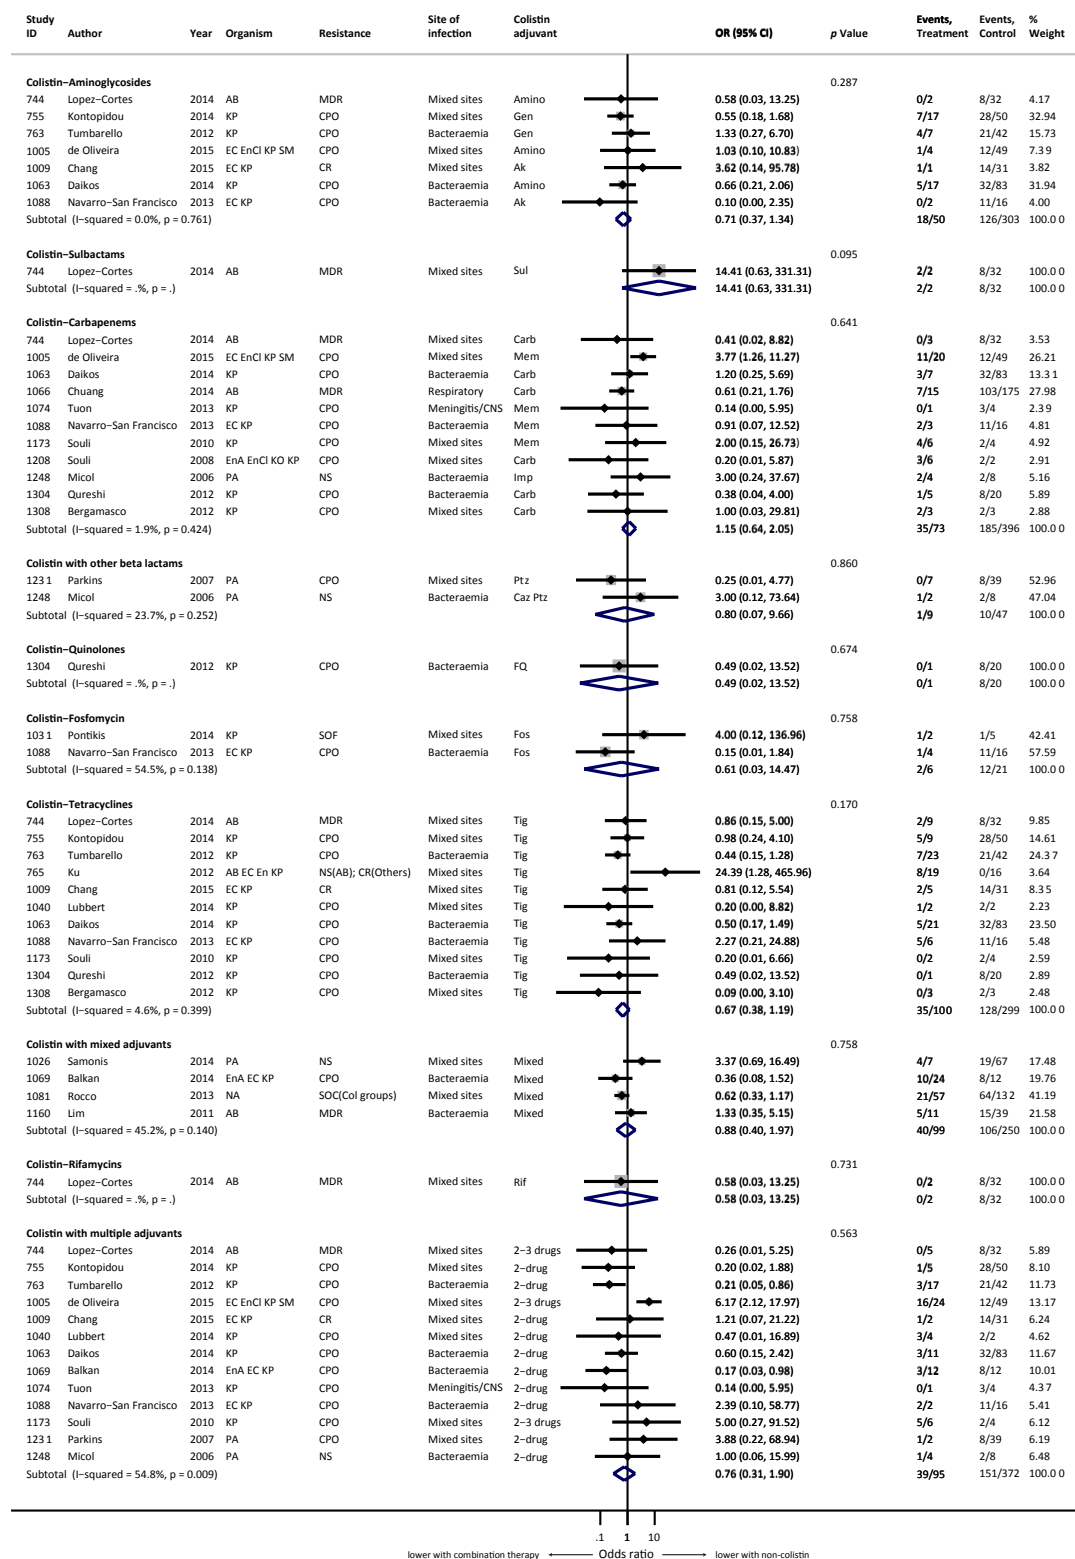 Study ID Author Year Organism Resistance Site of infection Colistin adjuvant OR (95% CI) p Value Events, Treatment Events, Control % Weight
Colistin−Aminoglycosides 0.287
744 Lopez−Cortes 2014 AB MDR Mixed sites Amino 0.58 (0.03, 13.25) 0/2 8/32 4.17
755 Kontopidou 2014 KP CPO Mixed sites Gen 0.55 (0.18, 1.68) 7/17 28/50 32.94
763 Tumbarello 2012 KP CPO Bacteraemia Gen 1.33 (0.27, 6.70) 4/7 21/42 15.73
1005 de Oliveira 2015 EC EnCl KP SM CPO Mixed sites Amino 1.03 (0.10, 10.83) 1/4 12/49 7.39
1009 Chang 2015 EC KP CR Mixed sites Ak 3.62 (0.14, 95.78) 1/1 14/31 3.82
1063 Daikos 2014 KP CPO Bacteraemia Amino 0.66 (0.21, 2.06) 5/17 32/83 31.94
1088 Navarro−San Francisco 2013 EC KP CPO Bacteraemia Ak 0.10 (0.00, 2.35) 0/2 11/16 4.00
Subtotal (I−squared = 0.0%, p = 0.761) 0.71 (0.37, 1.34) 18/50 126/303 100.0 0
Colistin−Sulbactams 0.095
744 Lopez−Cortes 2014 AB MDR Mixed sites Sul 14.41 (0.63, 331.31) 2/2 8/32 100.0 0
Subtotal (I−squared = .%, p = .) 14.41 (0.63, 331.31) 2/2 8/32 100.0 0
Colistin−Carbapenems 0.641
744 Lopez−Cortes 2014 AB MDR Mixed sites Carb 0.41 (0.02, 8.82) 0/3 8/32 3.53
1005 de Oliveira 2015 EC EnCl KP SM CPO Mixed sites Mem 3.77 (1.26, 11.27) 11/20 12/49 26.21
1063 Daikos 2014 KP CPO Bacteraemia Carb 1.20 (0.25, 5.69) 3/7 32/83 13.3 1
1066 Chuang 2014 AB MDR Respiratory Carb 0.61 (0.21, 1.76) 7/15 103/175 27.98
1074 Tuon 2013 KP CPO Meningitis/CNS Mem 0.14 (0.00, 5.95) 0/1 3/4 2.3 9
1088 Navarro−San Francisco 2013 EC KP CPO Bacteraemia Mem 0.91 (0.07, 12.52) 2/3 11/16 4.81
1173 Souli 2010 KP CPO Mixed sites Mem 2.00 (0.15, 26.73) 4/6 2/4 4.92
1208 Souli 2008 EnA EnCl KO KP CPO Mixed sites Carb 0.20 (0.01, 5.87) 3/6 2/2 2.91
1248 Micol 2006 PA NS Bacteraemia Imp 3.00 (0.24, 37.67) 2/4 2/8 5.16
1304 Qureshi 2012 KP CPO Bacteraemia Carb 0.38 (0.04, 4.00) 1/5 8/20 5.89
1308 Bergamasco 2012 KP CPO Mixed sites Carb 1.00 (0.03, 29.81) 2/3 2/3 2.88
Subtotal (I−squared = 1.9%, p = 0.424) 1.15 (0.64, 2.05) 35/73 185/396 100.0 0
Colistin with other beta lactams 0.860
123 1 Parkins 2007 PA CPO Mixed sites Ptz 0.25 (0.01, 4.77) 0/7 8/39 52.96
1248 Micol 2006 PA NS Bacteraemia Caz Ptz 3.00 (0.12, 73.64) 1/2 2/8 47.04
Subtotal (I−squared = 23.7%, p = 0.252) 0.80 (0.07, 9.66) 1/9 10/47 100.0 0
Colistin−Quinolones 0.674
1304 Qureshi 2012 KP CPO Bacteraemia FQ 0.49 (0.02, 13.52) 0/1 8/20 100.0 0
Subtotal (I−squared = .%, p = .) 0.49 (0.02, 13.52) 0/1 8/20 100.0 0
Colistin−Fosfomycin 0.758
103 1 Pontikis 2014 KP SOF Mixed sites Fos 4.00 (0.12, 136.96) 1/2 1/5 42.41
1088 Navarro−San Francisco 2013 EC KP CPO Bacteraemia Fos 0.15 (0.01, 1.84) 1/4 11/16 57.59
Subtotal (I−squared = 54.5%, p = 0.138) 0.61 (0.03, 14.47) 2/6 12/21 100.0 0
Colistin−Tetracyclines 0.170
744 Lopez−Cortes 2014 AB MDR Mixed sites Tig 0.86 (0.15, 5.00) 2/9 8/32 9.85
755 Kontopidou 2014 KP CPO Mixed sites Tig 0.98 (0.24, 4.10) 5/9 28/50 14.61
763 Tumbarello 2012 KP CPO Bacteraemia Tig 0.44 (0.15, 1.28) 7/23 21/42 24.3 7
765 Ku 2012 AB EC En KP NS(AB); CR(Others) Mixed sites Tig 24.39 (1.28, 465.96) 8/19 0/16 3.64
1009 Chang 2015 EC KP CR Mixed sites Tig 0.81 (0.12, 5.54) 2/5 14/31 8.3 5
1040 Lubbert 2014 KP CPO Mixed sites Tig 0.20 (0.00, 8.82) 1/2 2/2 2.23
1063 Daikos 2014 KP CPO Bacteraemia Tig 0.50 (0.17, 1.49) 5/21 32/83 23.50
1088 Navarro−San Francisco 2013 EC KP CPO Bacteraemia Tig 2.27 (0.21, 24.88) 5/6 11/16 5.48
1173 Souli 2010 KP CPO Mixed sites Tig 0.20 (0.01, 6.66) 0/2 2/4 2.59
1304 Qureshi 2012 KP CPO Bacteraemia Tig 0.49 (0.02, 13.52) 0/1 8/20 2.89
1308 Bergamasco 2012 KP CPO Mixed sites Tig 0.09 (0.00, 3.10) 0/3 2/3 2.48
Subtotal (I−squared = 4.6%, p = 0.399) 0.67 (0.38, 1.19) 35/100 128/299 100.0 0
Colistin with mixed adjuvants 0.758
1026 Samonis 2014 PA NS Mixed sites Mixed 3.37 (0.69, 16.49) 4/7 19/67 17.48
1069 Balkan 2014 EnA EC KP CPO Bacteraemia Mixed 0.36 (0.08, 1.52) 10/24 8/12 19.76
1081 Rocco 2013 NA SOC(Col groups) Mixed sites Mixed 0.62 (0.33, 1.17) 21/57 64/13 2 41.19
1160 Lim 2011 AB MDR Bacteraemia Mixed 1.33 (0.35, 5.15) 5/11 15/39 21.58
Subtotal (I−squared = 45.2%, p = 0.140) 0.88 (0.40, 1.97) 40/99 106/250 100.0 0
Colistin−Rifamycins 0.731
744 Lopez−Cortes 2014 AB MDR Mixed sites Rif 0.58 (0.03, 13.25) 0/2 8/32 100.0 0
Subtotal (I−squared = .%, p = .) 0.58 (0.03, 13.25) 0/2 8/32 100.0 0
Colistin with multiple adjuvants 0.563
744 Lopez−Cortes 2014 AB MDR Mixed sites 2−3 drugs 0.26 (0.01, 5.25) 0/5 8/32 5.89
755 Kontopidou 2014 KP CPO Mixed sites 2−drug 0.20 (0.02, 1.88) 1/5 28/50 8.10
763 Tumbarello 2012 KP CPO Bacteraemia 2−drug 0.21 (0.05, 0.86) 3/17 21/42 11.73
1005 de Oliveira 2015 EC EnCl KP SM CPO Mixed sites 2−3 drugs 6.17 (2.12, 17.97) 16/24 12/49 13.17
1009 Chang 2015 EC KP CR Mixed sites 2−drug 1.21 (0.07, 21.22) 1/2 14/31 6.24
1040 Lubbert 2014 KP CPO Mixed sites 2−drug 0.47 (0.01, 16.89) 3/4 2/2 4.62
1063 Daikos 2014 KP CPO Bacteraemia 2−drug 0.60 (0.15, 2.42) 3/11 32/83 11.67
1069 Balkan 2014 EnA EC KP CPO Bacteraemia 2−drug 0.17 (0.03, 0.98) 3/12 8/12 10.01
1074 Tuon 2013 KP CPO Meningitis/CNS 2−drug 0.14 (0.00, 5.95) 0/1 3/4 4.3 7
1088 Navarro−San Francisco 2013 EC KP CPO Bacteraemia 2−drug 2.39 (0.10, 58.77) 2/2 11/16 5.41
1173 Souli 2010 KP CPO Mixed sites 2−3 drugs 5.00 (0.27, 91.52) 5/6 2/4 6.12
123 1 Parkins 2007 PA CPO Mixed sites 2−drug 3.88 (0.22, 68.94) 1/2 8/39 6.19
1248 Micol 2006 PA NS Bacteraemia 2−drug 1.00 (0.06, 15.99) 1/4 2/8 6.48
Subtotal (I−squared = 54.8%, p = 0.009) 0.76 (0.31, 1.90) 39/95 151/372 100.0 0
.1 1 10
lower with combination therapy Odds ratio lower with non−colistin